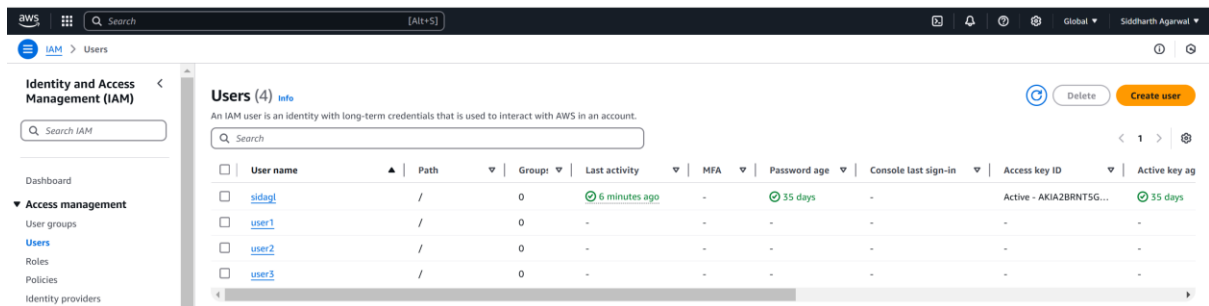 aws Search [Alt+S] Global Siddharth Agarwal
IAM > Users
Identity and Access Management (IAM)
Search IAM
Dashboard
Access management
User groups
Users
Roles
Policies
Identity providers
Users (4) Info
Delete Create user
An IAM user is an identity with long-term credentials that is used to interact with AWS in an account.
Search
1
User name Path Group: Last activity MFA Password age Console last sign-in Access key ID Active key ag
sidagl / 0 6 minutes ago - 35 days - Active - AKIA2BRNT5G... 35 days
user1 / 0 - - - - - -
user2 / 0 - - - - - -
user3 / 0 - - - - - -